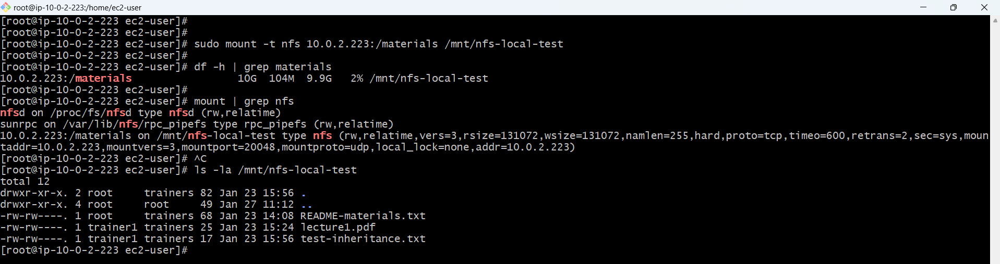 root@ip-10-0-2-223:/home/ec2-user
[root@ip-10-0-2-223 ec2-user]#
[root@ip-10-0-2-223 ec2-user]#
[root@ip-10-0-2-223 ec2-user]# sudo mount -t nfs 10.0.2.223:/materials /mnt/nfs-local-test
[root@ip-10-0-2-223 ec2-user]#
[root@ip-10-0-2-223 ec2-user]# df -h | grep materials
10.0.2.223:/materials                 10G  104M  9.9G   2% /mnt/nfs-local-test
[root@ip-10-0-2-223 ec2-user]#
[root@ip-10-0-2-223 ec2-user]# mount | grep nfs
nfsd on /proc/fs/nfsd type nfsd (rw,relatime)
sunrpc on /var/lib/nfs/rpc_pipefs type rpc_pipefs (rw,relatime)
10.0.2.223:/materials on /mnt/nfs-local-test type nfs (rw,relatime,vers=3,rsize=131072,wsize=131072,namlen=255,hard,proto=tcp,timeo=600,retrans=2,sec=sys,moun
taddr=10.0.2.223,mountvers=3,mountport=20048,mountproto=udp,local_lock=none,addr=10.0.2.223)
[root@ip-10-0-2-223 ec2-user]# ^C
[root@ip-10-0-2-223 ec2-user]# ls -la /mnt/nfs-local-test
total 12
drwxr-xr-x. 2 root     trainers 82 Jan 23 15:56 .
drwxr-xr-x. 4 root     root     49 Jan 27 11:12 ..
-rw-rw----. 1 root     trainers 68 Jan 23 14:08 README-materials.txt
-rw-rw----. 1 trainer1 trainers 25 Jan 23 15:24 lecture1.pdf
-rw-rw----. 1 trainer1 trainers 17 Jan 23 15:56 test-inheritance.txt
[root@ip-10-0-2-223 ec2-user]#